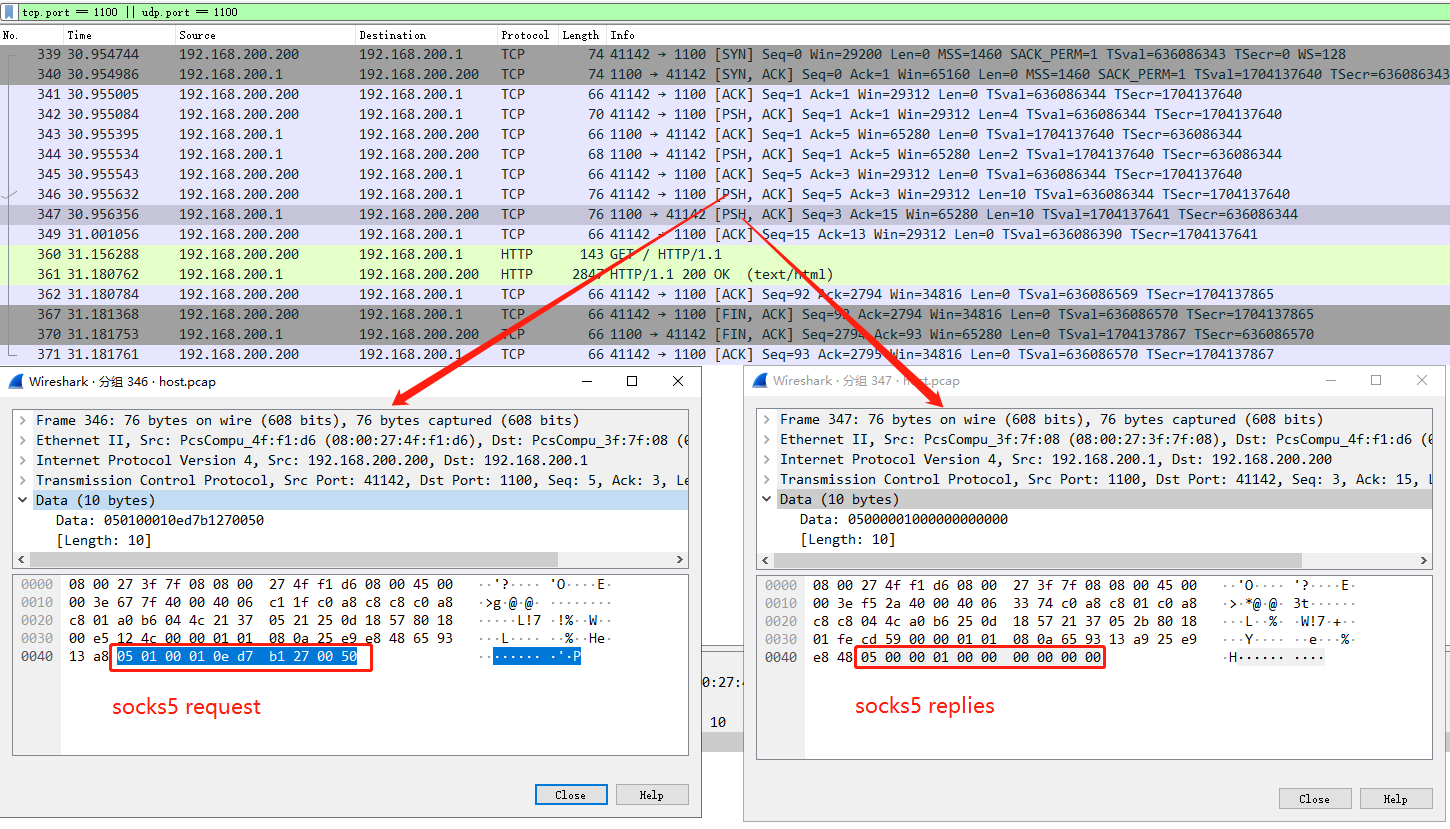 tcp.port == 1100 || udp.port == 1100
No. Time Source Destination Protocol Length Info
339 30.954744 192.168.200.200 192.168.200.1 TCP 74 41142 → 1100 [SYN] Seq=0 Win=29200 Len=0 MSS=1460 SACK_PERM=1 TSval=636086343 TSecr=0 WS=128
340 30.954986 192.168.200.1 192.168.200.200 TCP 74 1100 → 41142 [SYN, ACK] Seq=0 Ack=1 Win=65160 Len=0 MSS=1460 SACK_PERM=1 TSval=1704137640 TSecr=636086343
341 30.955005 192.168.200.200 192.168.200.1 TCP 66 41142 → 1100 [ACK] Seq=1 Ack=1 Win=29312 Len=0 TSval=636086344 TSecr=1704137640
342 30.955084 192.168.200.200 192.168.200.1 TCP 70 41142 → 1100 [PSH, ACK] Seq=1 Ack=1 Win=29312 Len=4 TSval=636086344 TSecr=1704137640
343 30.955395 192.168.200.1 192.168.200.200 TCP 66 1100 → 41142 [ACK] Seq=1 Ack=5 Win=65280 Len=0 TSval=1704137640 TSecr=636086344
344 30.955534 192.168.200.1 192.168.200.200 TCP 68 1100 → 41142 [PSH, ACK] Seq=1 Ack=5 Win=65280 Len=2 TSval=1704137640 TSecr=636086344
345 30.955543 192.168.200.200 192.168.200.1 TCP 66 41142 → 1100 [ACK] Seq=5 Ack=3 Win=29312 Len=0 TSval=636086344 TSecr=1704137640
346 30.955632 192.168.200.200 192.168.200.1 TCP 76 41142 → 1100 [PSH, ACK] Seq=5 Ack=3 Win=29312 Len=10 TSval=636086344 TSecr=1704137640
347 30.956356 192.168.200.1 192.168.200.200 TCP 76 1100 → 41142 [PSH, ACK] Seq=3 Ack=15 Win=65280 Len=10 TSval=1704137641 TSecr=636086344
349 31.001056 192.168.200.200 192.168.200.1 TCP 66 41142 → 1100 [ACK] Seq=15 Ack=13 Win=29312 Len=0 TSval=636086390 TSecr=1704137641
360 31.156288 192.168.200.200 192.168.200.1 HTTP 143 GET / HTTP/1.1
361 31.180762 192.168.200.1 192.168.200.200 HTTP 2847 HTTP/1.1 200 OK (text/html)
362 31.180784 192.168.200.200 192.168.200.1 TCP 66 41142 → 1100 [ACK] Seq=92 Ack=2794 Win=34816 Len=0 TSval=636086569 TSecr=1704137865
367 31.181368 192.168.200.200 192.168.200.1 TCP 66 41142 → 1100 [FIN, ACK] Seq=92 Ack=2794 Win=34816 Len=0 TSval=636086570 TSecr=1704137865
370 31.181753 192.168.200.1 192.168.200.200 TCP 66 1100 → 41142 [FIN, ACK] Seq=2794 Ack=93 Win=65280 Len=0 TSval=1704137867 TSecr=636086570
371 31.181761 192.168.200.200 192.168.200.1 TCP 66 41142 → 1100 [ACK] Seq=93 Ack=2795 Win=34816 Len=0 TSval=636086570 TSecr=1704137867
Wireshark · 分组 346 · host.pcap
Frame 346: 76 bytes on wire (608 bits), 76 bytes captured (608 bits)
Ethernet II, Src: PcsCompu_4f:f1:d6 (08:00:27:4f:f1:d6), Dst: PcsCompu_3f:7f:08 (0
Internet Protocol Version 4, Src: 192.168.200.200, Dst: 192.168.200.1
Transmission Control Protocol, Src Port: 41142, Dst Port: 1100, Seq: 5, Ack: 3, Le
Data (10 bytes)
Data: 050100010ed7b1270050
[Length: 10]
0000 08 00 27 3f 7f 08 08 00 27 4f f1 d6 08 00 45 00 ··'?···· 'O····E·
0010 00 3e 67 7f 40 00 40 06 c1 1f c0 a8 c8 c8 c0 a8 ·>g·@·@· ········
0020 c8 01 a0 b6 04 4c 21 37 05 21 25 0d 18 57 80 18 ·····L!7 ·!%··W··
0030 00 e5 12 4c 00 00 01 01 08 0a 25 e9 e8 48 65 93 ···L···· ··%··He·
0040 13 a8 05 01 00 01 0e d7 b1 27 00 50 ········ ·'·P
socks5 request
Close Help
Wireshark · 分组 347 · host.pcap
Frame 347: 76 bytes on wire (608 bits), 76 bytes captured (608 bits)
Ethernet II, Src: PcsCompu_3f:7f:08 (08:00:27:3f:7f:08), Dst: PcsCompu_4f:f1:d6 (0
Internet Protocol Version 4, Src: 192.168.200.1, Dst: 192.168.200.200
Transmission Control Protocol, Src Port: 1100, Dst Port: 41142, Seq: 3, Ack: 15, L
Data (10 bytes)
Data: 05000001000000000000
[Length: 10]
0000 08 00 27 4f f1 d6 08 00 27 3f 7f 08 08 00 45 00 ··'O···· '?····E·
0010 00 3e f5 2a 40 00 40 06 33 74 c0 a8 c8 01 c0 a8 ·>·*@·@· 3t······
0020 c8 c8 04 4c a0 b6 25 0d 18 57 21 37 05 2b 80 18 ···L··%· ·W!7·+··
0030 01 fe cd 59 00 00 01 01 08 0a 65 93 13 a9 25 e9 ···Y···· ··e···%·
0040 e8 48 05 00 00 01 00 00 00 00 00 00 ·H······ ····
socks5 replies
Close Help
0:27:4
10